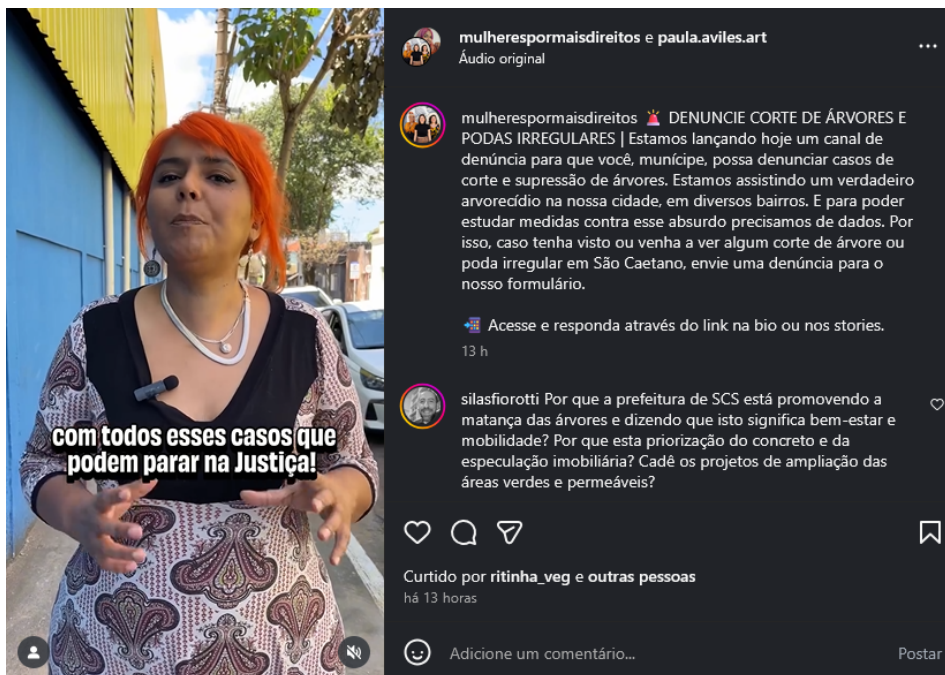 mulherespormaisdireitos e paula.aviles.art
Áudio original
mulherespormaisdireitos 🚨 DENUNCIE CORTE DE ÁRVORES E
PODAS IRREGULARES | Estamos lançando hoje um canal de
denúncia para que você, munícipe, possa denunciar casos de
corte e supressão de árvores. Estamos assistindo um verdadeiro
arvorecídio na nossa cidade, em diversos bairros. E para poder
estudar medidas contra esse absurdo precisamos de dados. Por
isso, caso tenha visto ou venha a ver algum corte de árvore ou
poda irregular em São Caetano, envie uma denúncia para o
nosso formulário.
📲 Acesse e responda através do link na bio ou nos stories.
13 h
silasfiorotti Por que a prefeitura de SCS está promovendo a
matança das árvores e dizendo que isto significa bem-estar e
mobilidade? Por que esta priorização do concreto e da
especulação imobiliária? Cadê os projetos de ampliação das
áreas verdes e permeáveis?
com todos esses casos que
podem parar na Justiça!
Curtido por ritinha_veg e outras pessoas
há 13 horas
Adicione um comentário...
Postar